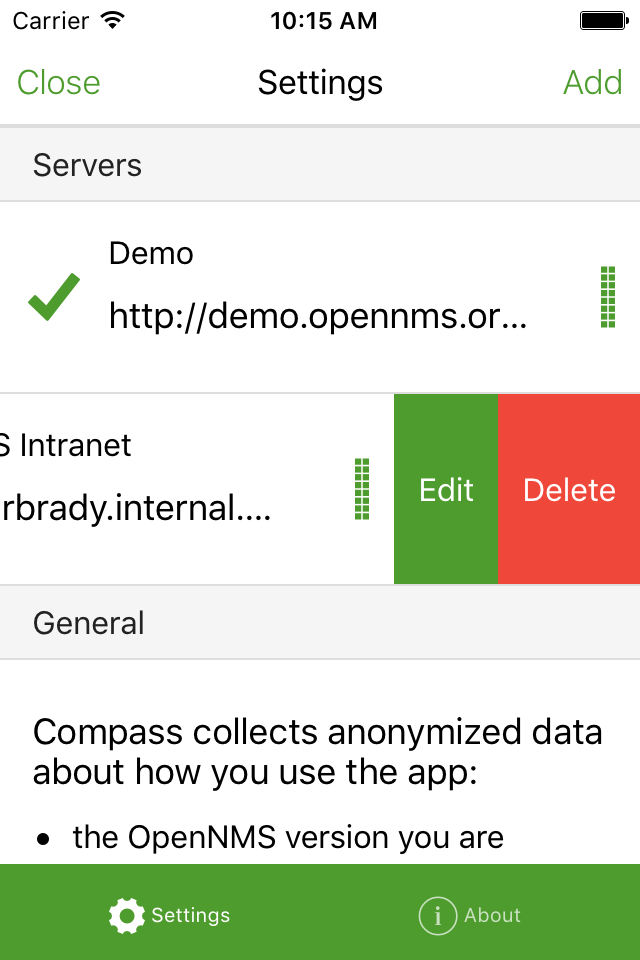 Carrier 10:15 AM
Close Settings Add
Servers
Demo
http://demo.opennms.or...
S Intranet
rbrady.internal.... Edit Delete
General
Compass collects anonymized data
about how you use the app:
• the OpenNMS version you are
Settings About